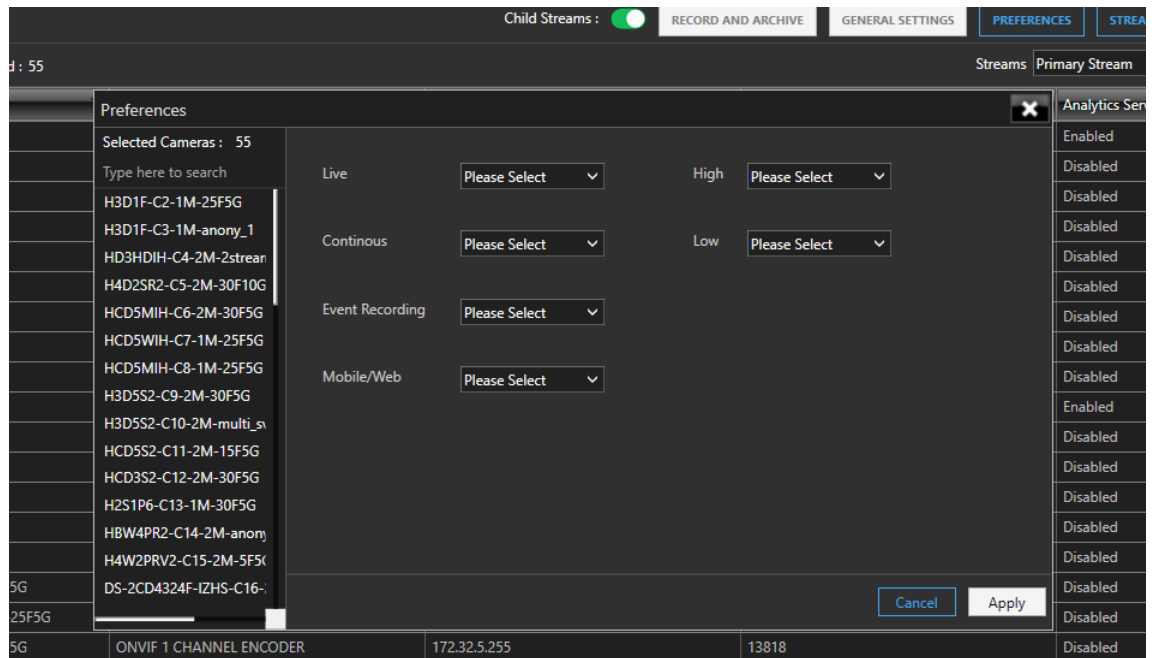 Child Streams : RECORD AND ARCHIVE GENERAL SETTINGS PREFERENCES STREA
d : 55 Streams Primary Stream
Preferences Analytics Serv
Selected Cameras : 55 Enabled
Type here to search Live Please Select High Please Select Disabled
H3D1F-C2-1M-25F5G Disabled
H3D1F-C3-1M-anony_1 Disabled
Continous Please Select Low Please Select
HD3HDIH-C4-2M-2strean Disabled
H4D2SR2-C5-2M-30F10G Disabled
HCD5MIH-C6-2M-30F5G Event Recording Please Select Disabled
HCD5WIH-C7-1M-25F5G Disabled
HCD5MIH-C8-1M-25F5G Mobile/Web Please Select Disabled
H3D5S2-C9-2M-30F5G Enabled
H3D5S2-C10-2M-multi_sv Disabled
HCD5S2-C11-2M-15F5G Disabled
HCD3S2-C12-2M-30F5G
H2S1P6-C13-1M-30F5G Disabled
HBW4PR2-C14-2M-anony Disabled
H4W2PRV2-C15-2M-5F5G Disabled
5G DS-2CD4324F-IZHS-C16- Disabled
Cancel Apply
25F5G Disabled
5G ONVIF 1 CHANNEL ENCODER 172.32.5.255 13818 Disabled